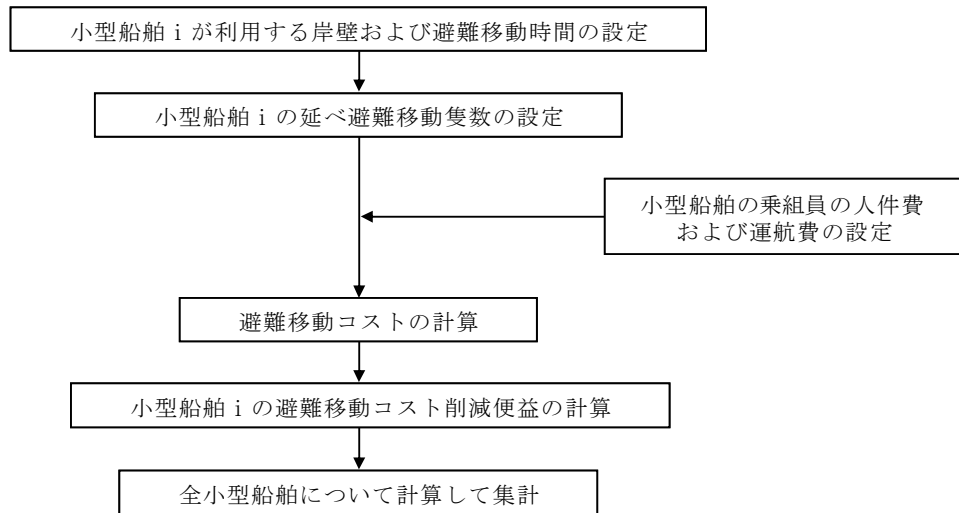 小型船舶ｉが利用する岸壁および避難移動時間の設定
小型船舶ｉの延べ避難移動隻数の設定
小型船舶の乗組員の人件費
および運航費の設定
避難移動コストの計算
小型船舶ｉの避難移動コスト削減便益の計算
全小型船舶について計算して集計